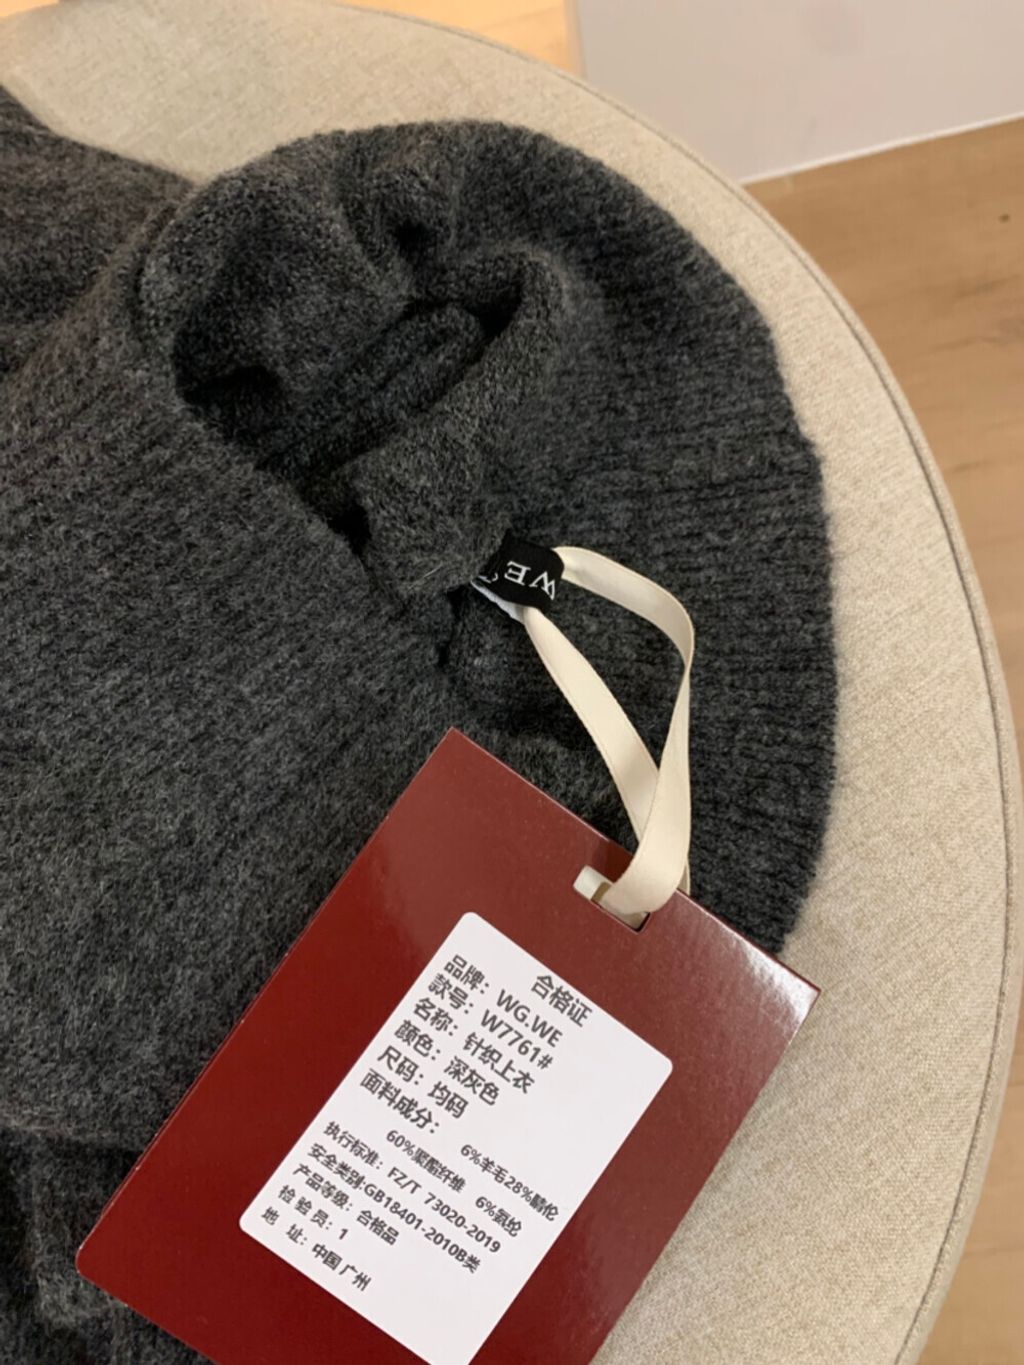 WE
合格证
品牌：WG.WE
款号：W7761#
名称：针织上衣
颜色：深灰色
尺码：均码
面料成分：
6%羊毛28%腈伦
60%聚酯纤维 6%氨纶
执行标准：FZ/T 73020-2019
安全类别:GB18401-2010B类
产品等级：合格品
检 验 员：1
地 址：中国 广州